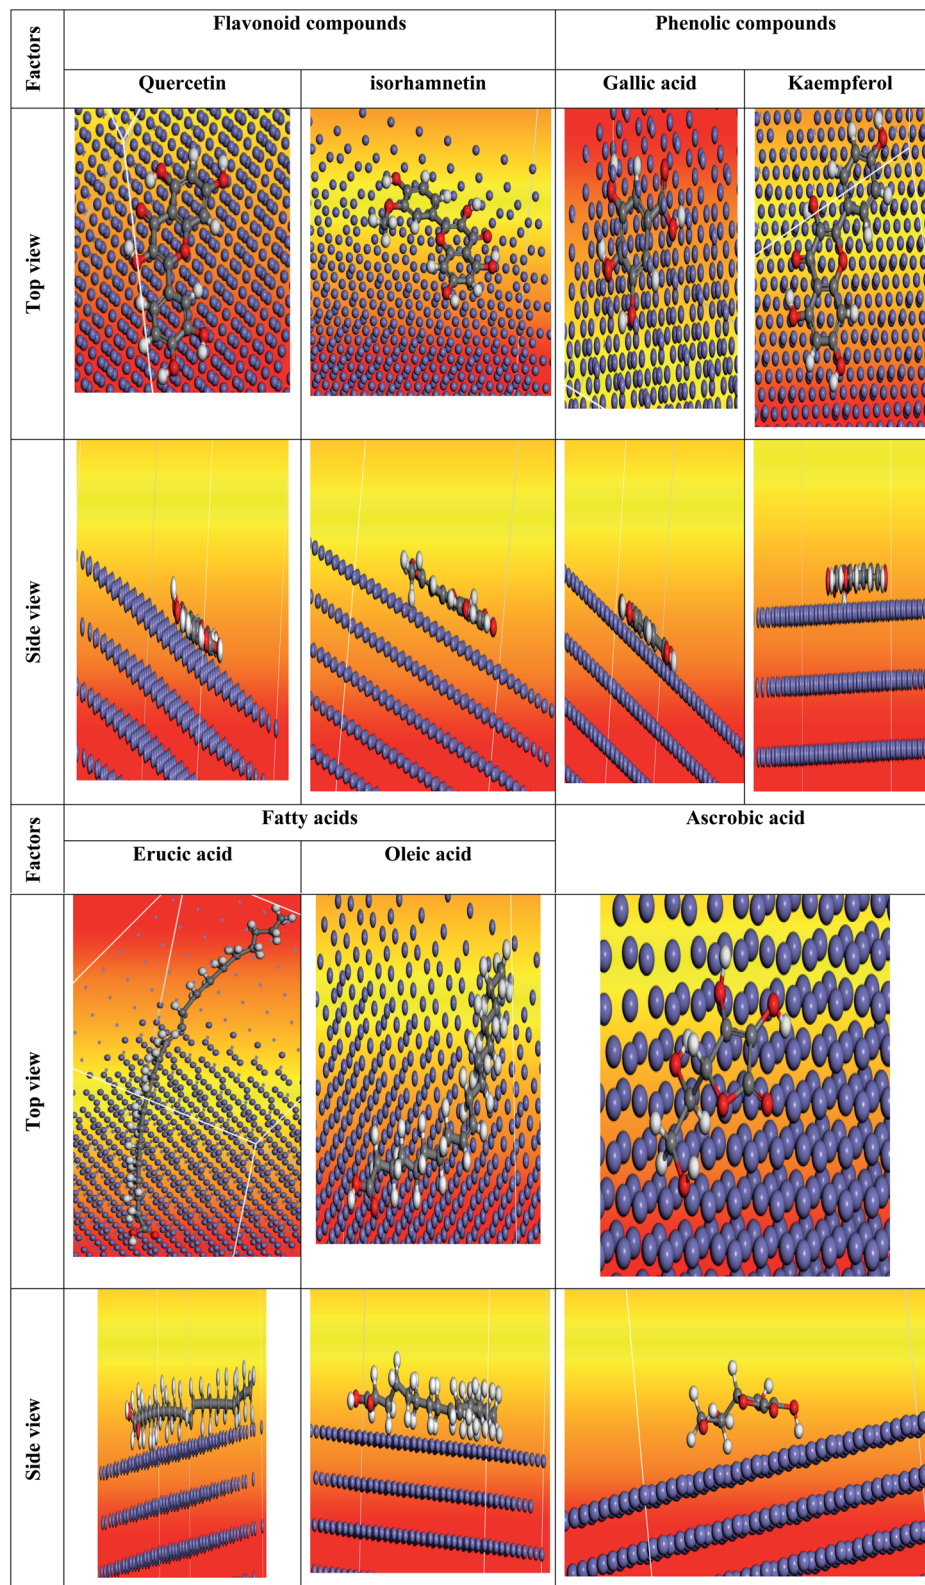 Factors
Flavonoid compounds
Phenolic compounds
Quercetin
isorhamnetin
Gallic acid
Kaempferol
Top view
Side view
Factors
Fatty acids
Ascrobic acid
Erucic acid
Oleic acid
Top view
Side view